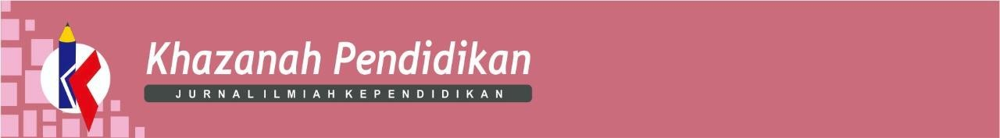 Khazanah Pendidikan
JURNAL ILMIAH KEPENDIDIKAN